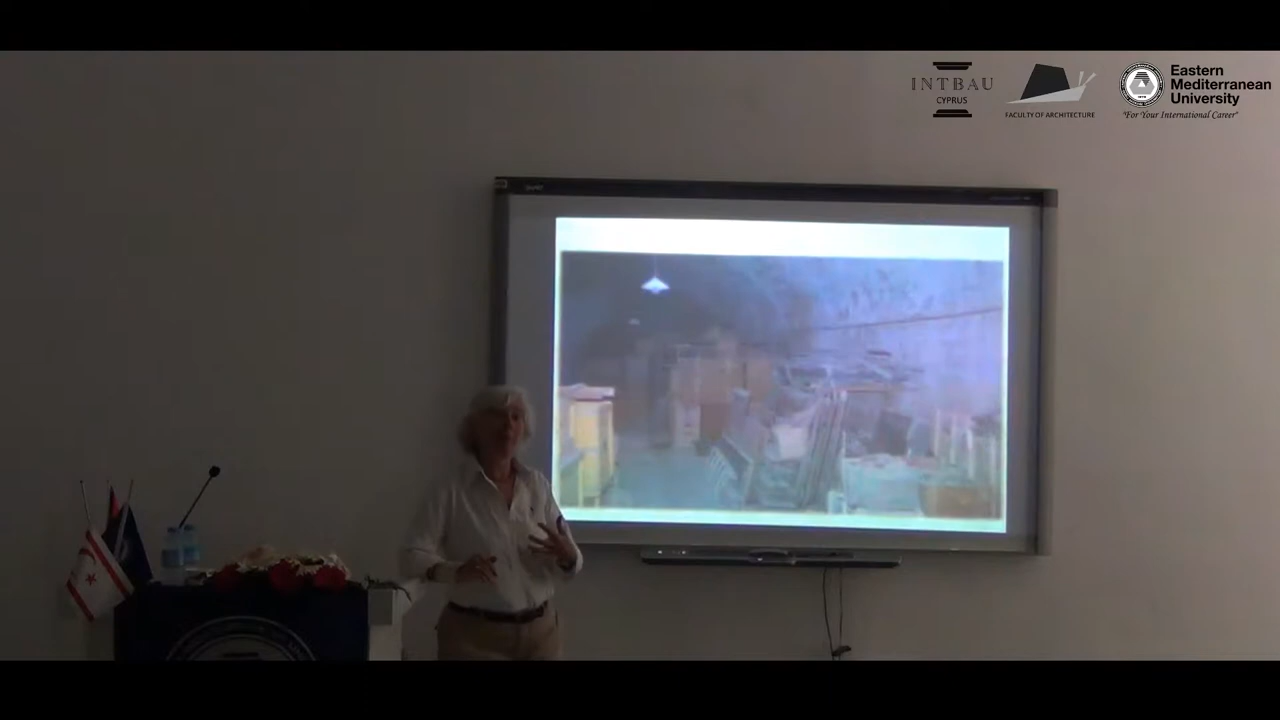 INTBAU
CYPRUS
FACULTY OF ARCHITECTURE
Eastern
Mediterranean
University
"For Your International Career"